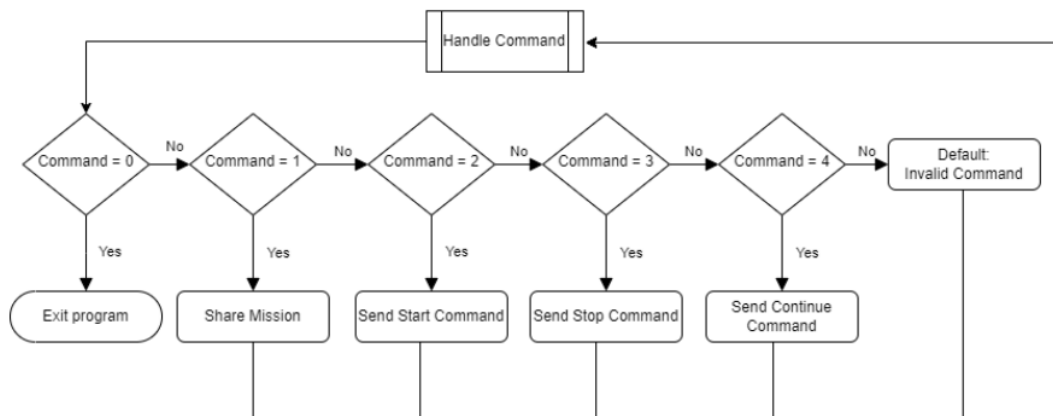 Handle Command
Command = 0
No
Command = 1
No
Command = 2
No
Command = 3
No
Command = 4
No
Default:
Invalid Command
Yes
Yes
Yes
Yes
Yes
Exit program
Share Mission
Send Start Command
Send Stop Command
Send Continue
Command